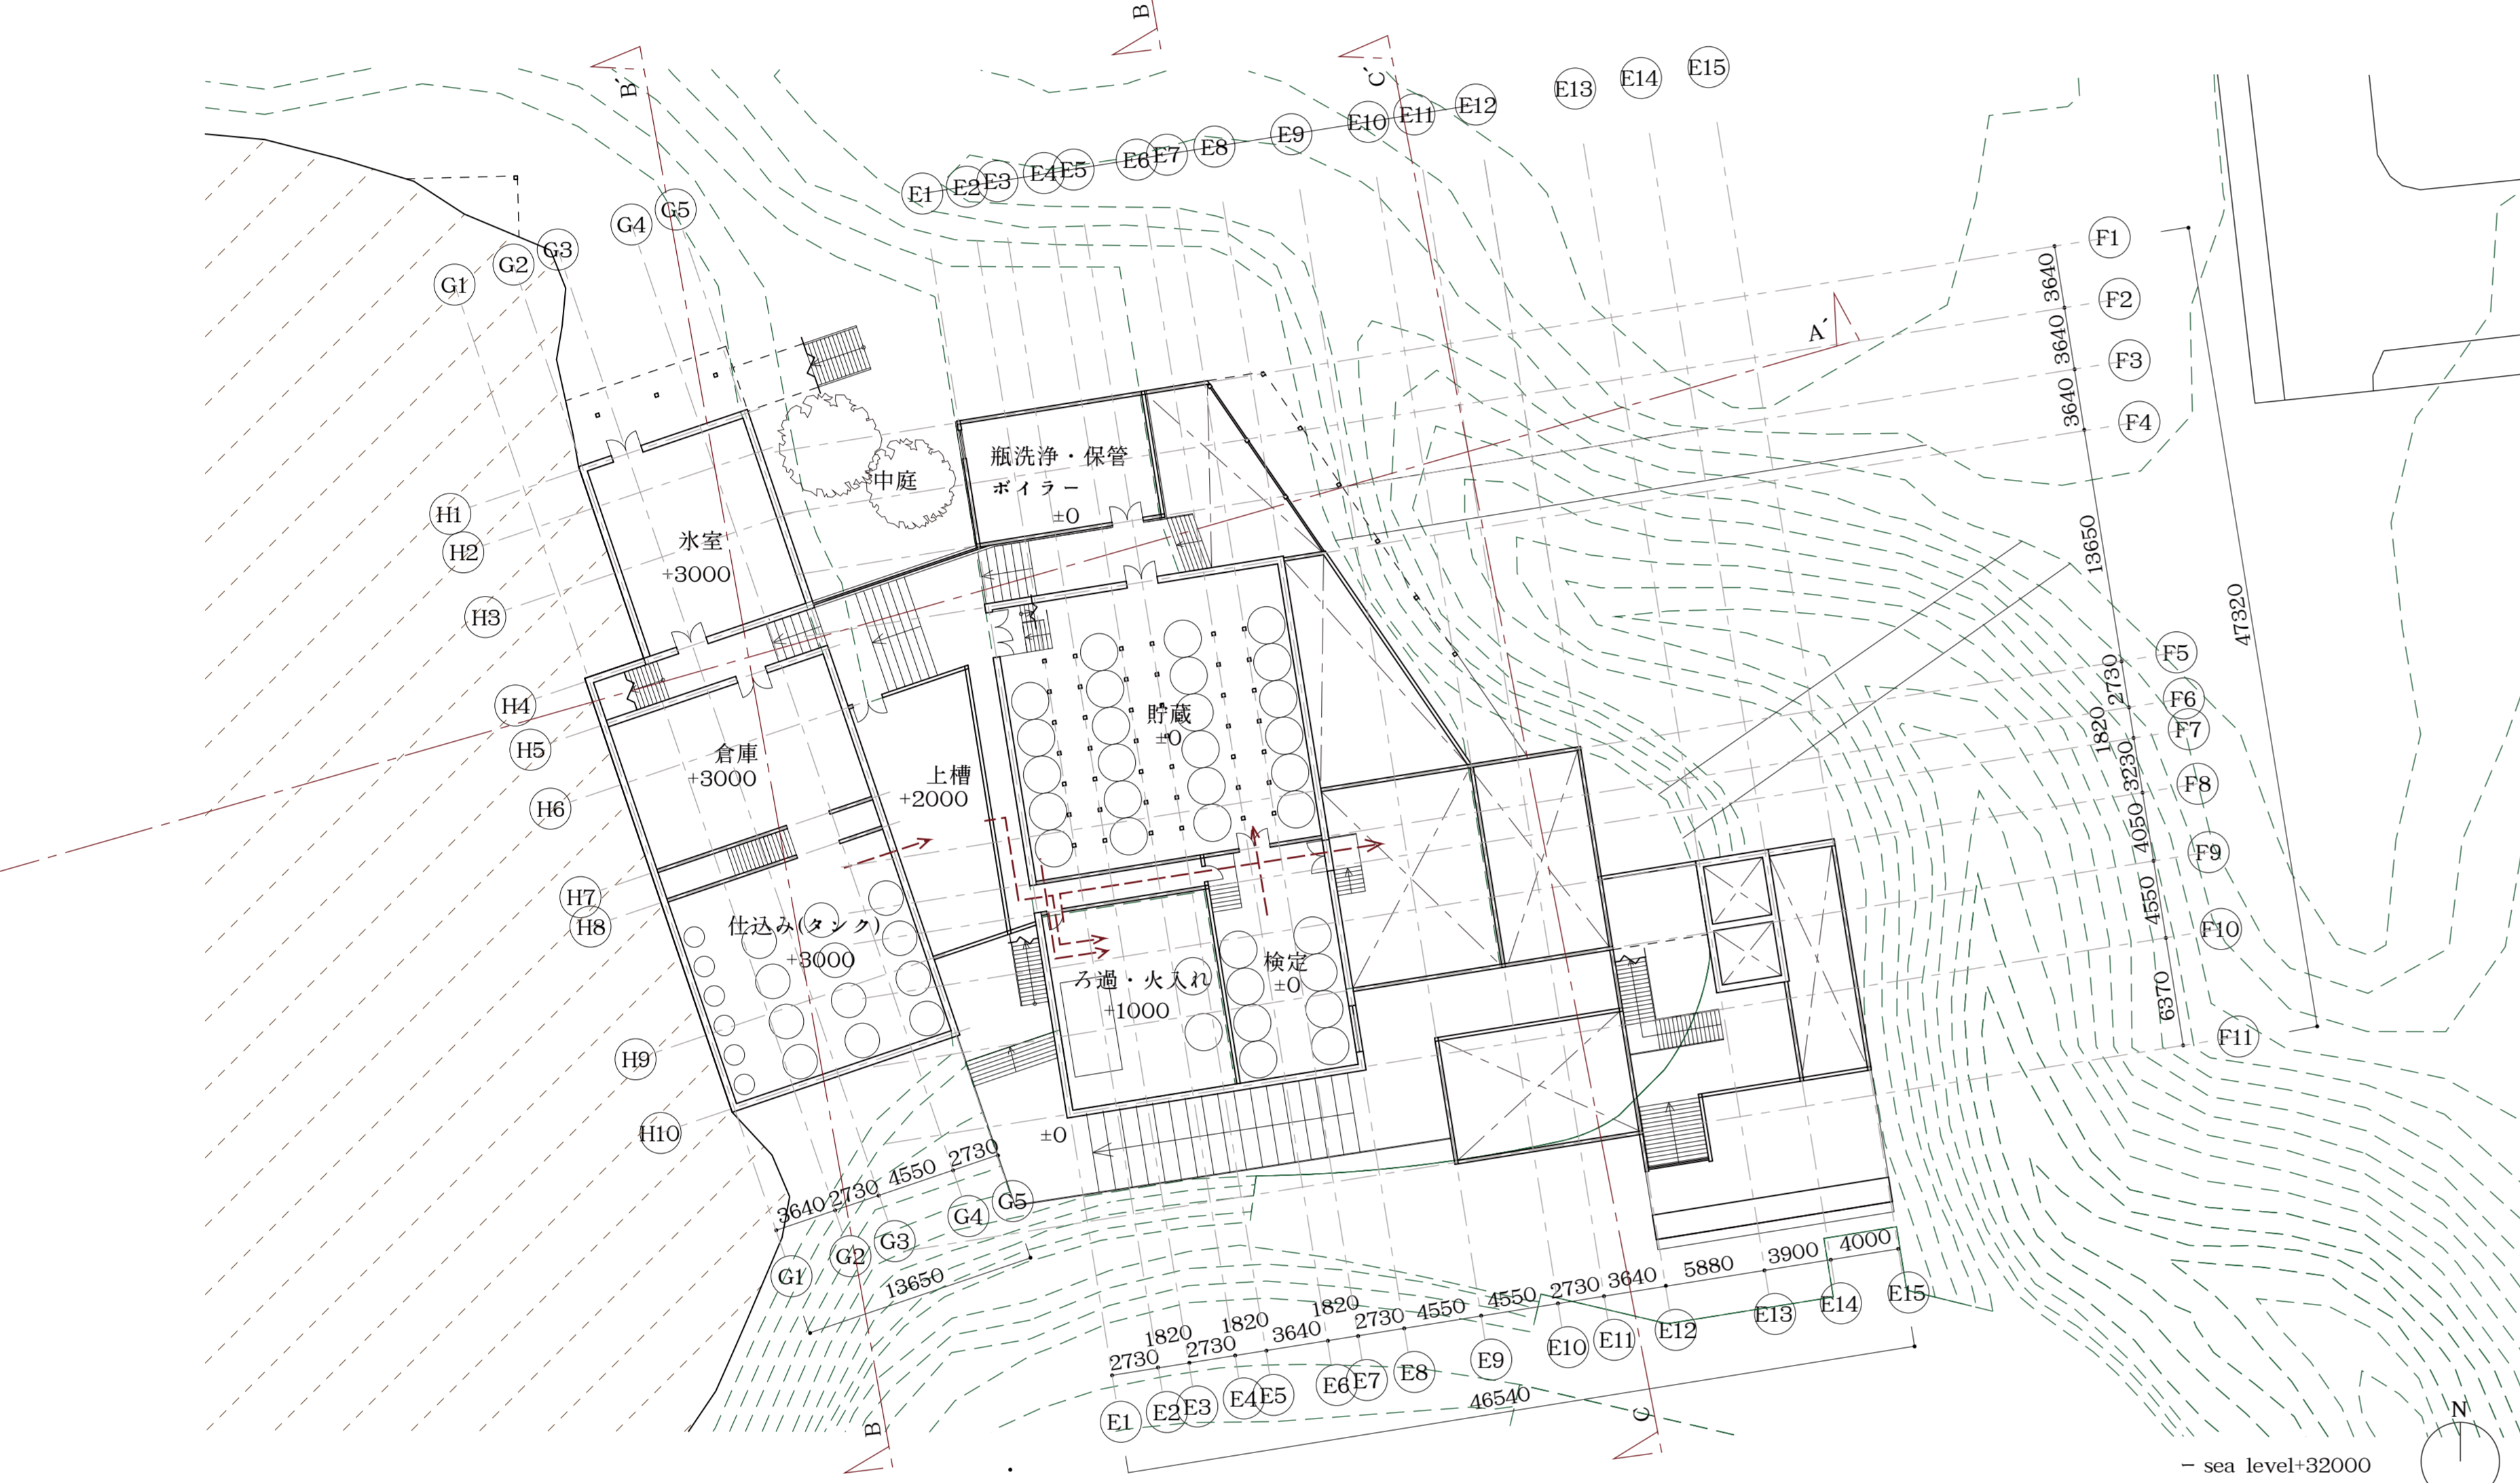 B
B´
C´
E1
E2
E3
E4
E5
E6
E7
E8
E9
E10
E11
E12
E13
E14
E15
G1
G2
G3
G4
G5
F1
F2
F3
F4
F5
F6
F7
F8
F9
F10
F11
A´
3640
3640
3640
13650
2730
1820
3230
4050
4550
6370
47320
H1
H2
H3
H4
H5
H6
H7
H8
H9
H10
中庭
瓶洗浄・保管
ボイラー
±0
氷室
+3000
倉庫
+3000
上槽
+2000
貯蔵
±0
仕込み(タンク)
+3000
ろ過・火入れ
+1000
検定
±0
±0
3640
2730
4550
2730
G1
G2
G3
G4
G5
13650
2730
1820
2730
1820
3640
1820
2730
4550
4550
2730
3640
5880
3900
4000
E1
E2
E3
E4
E5
E6
E7
E8
E9
E10
E11
E12
E13
E14
E15
46540
B
C
N
– sea level+32000